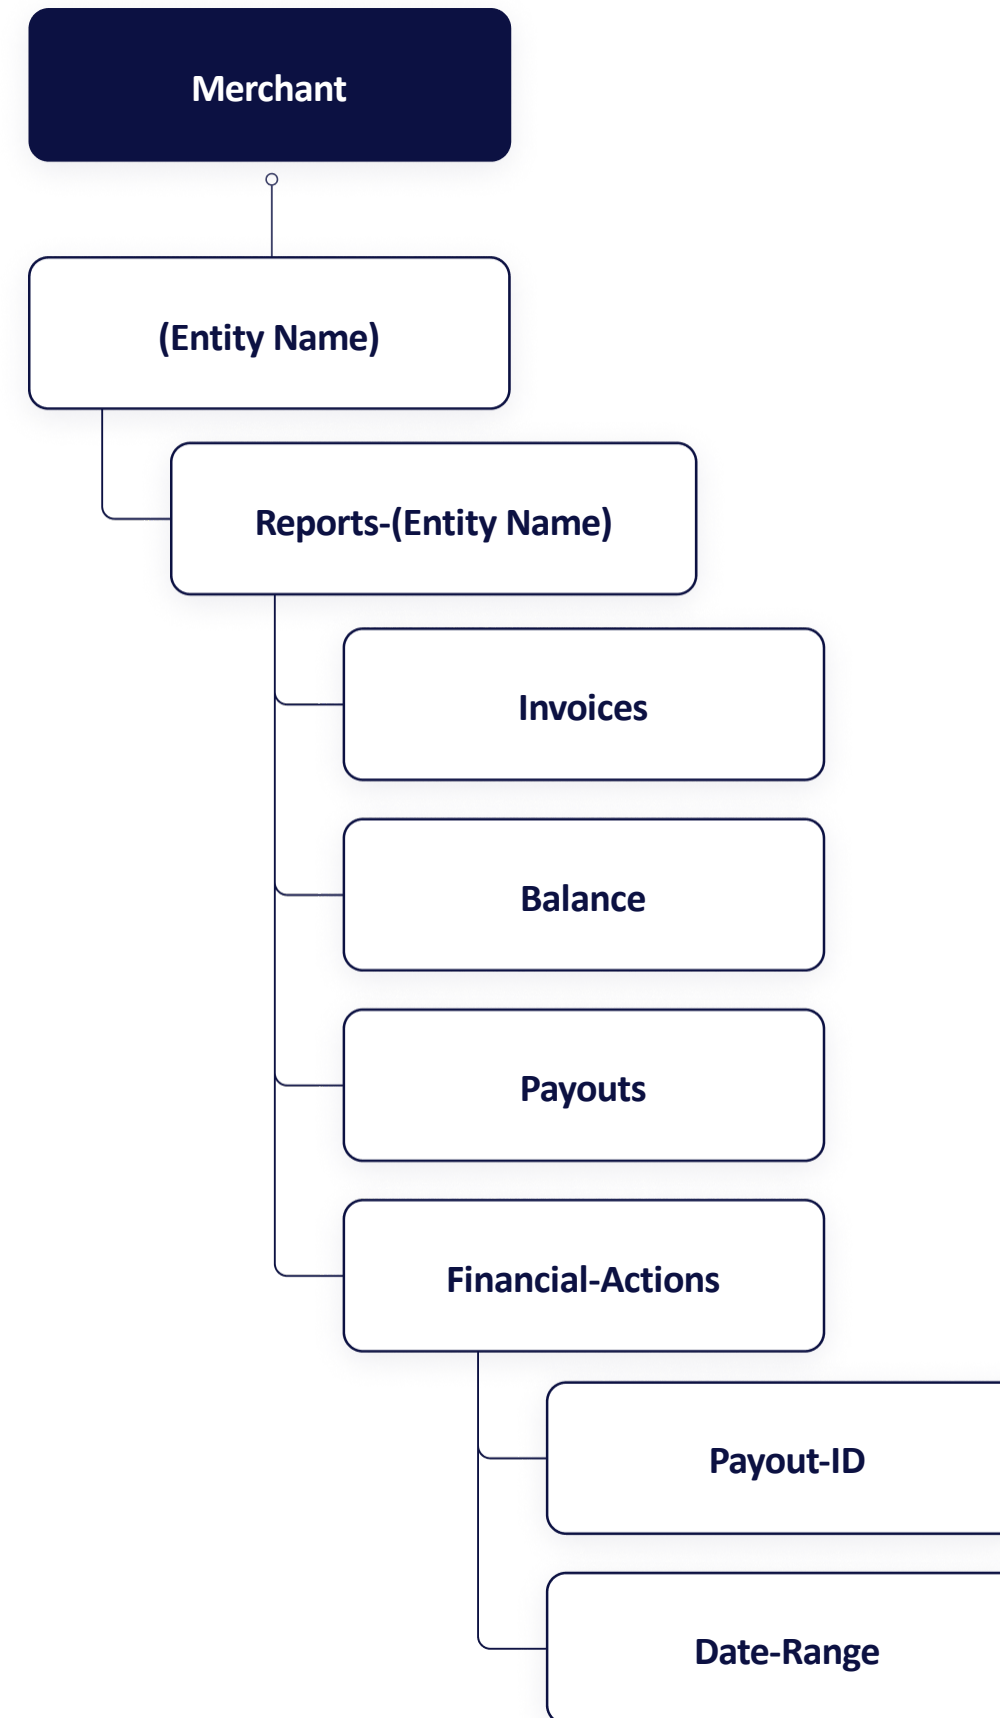 Merchant
(Entity Name)
Reports-(Entity Name)
Invoices
Balance
Payouts
Financial-Actions
Payout-ID
Date-Range